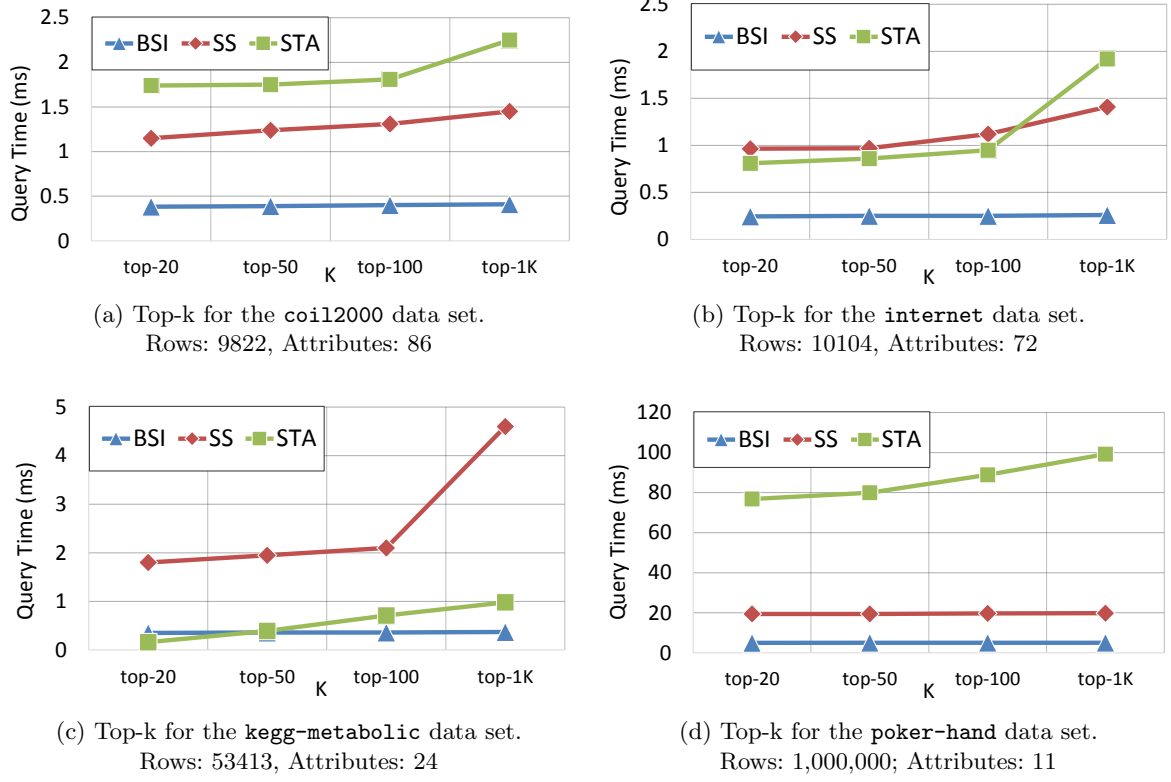 2.5
2
1.5
1
0.5
0
Query Time (ms)
BSI SS STA
top-20 top-50 top-100 top-1K
K
(a) Top-k for the coil2000 data set.
Rows: 9822, Attributes: 86
2.5
2
1.5
1
0.5
0
Query Time (ms)
BSI SS STA
top-20 top-50 top-100 top-1K
K
(b) Top-k for the internet data set.
Rows: 10104, Attributes: 72
5
4
3
2
1
0
Query Time (ms)
BSI SS STA
top-20 top-50 top-100 top-1K
K
(c) Top-k for the kegg-metabolic data set.
Rows: 53413, Attributes: 24
120
100
80
60
40
20
0
Query Time (ms)
BSI SS STA
top-20 top-50 top-100 top-1K
K
(d) Top-k for the poker-hand data set.
Rows: 1,000,000; Attributes: 11